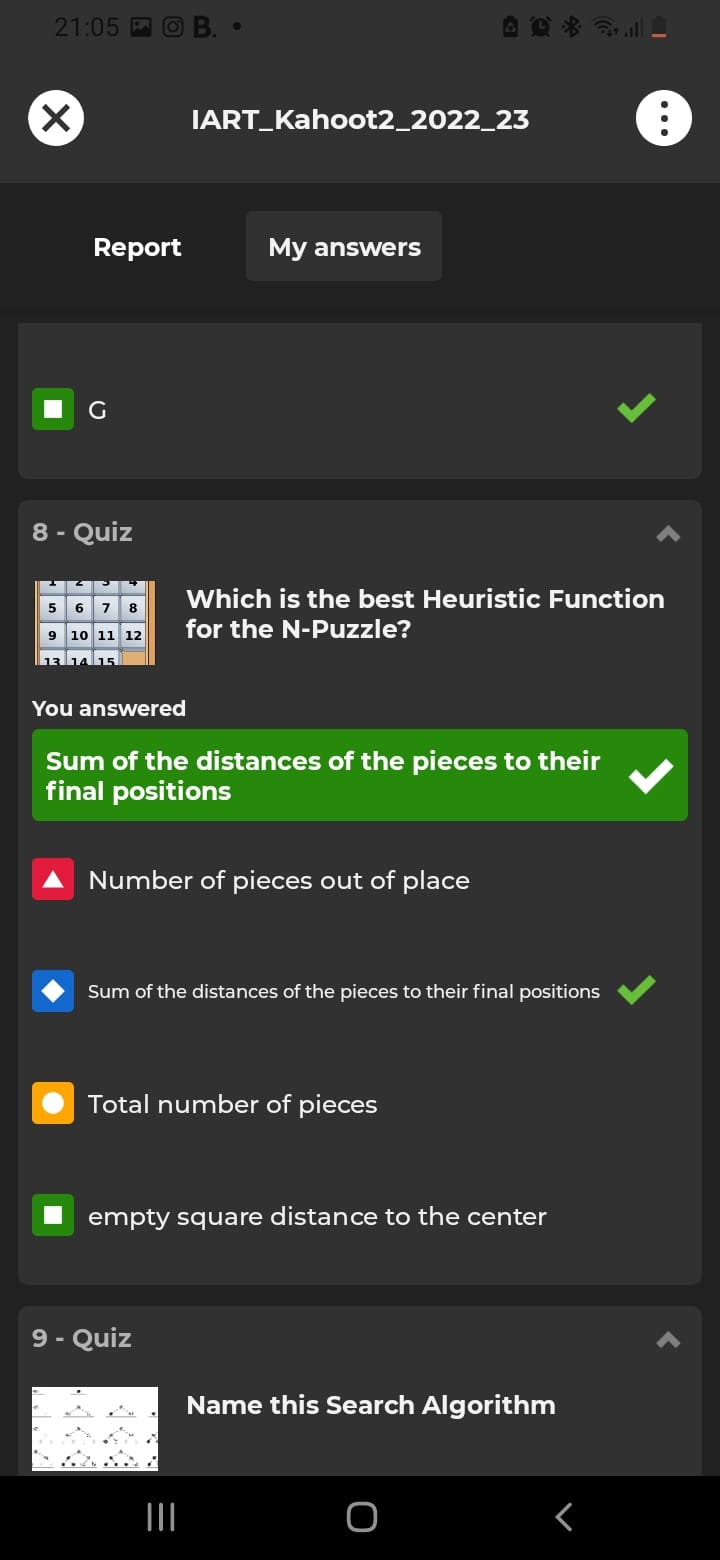 21:05 B.
IART_Kahoot2_2022_23
Report My answers
G
8 - Quiz
1 2 3 4
5 6 7 8
9 10 11 12
13 14 15
Which is the best Heuristic Function
for the N-Puzzle?
You answered
Sum of the distances of the pieces to their
final positions
Number of pieces out of place
Sum of the distances of the pieces to their final positions
Total number of pieces
empty square distance to the center
9 - Quiz
Name this Search Algorithm